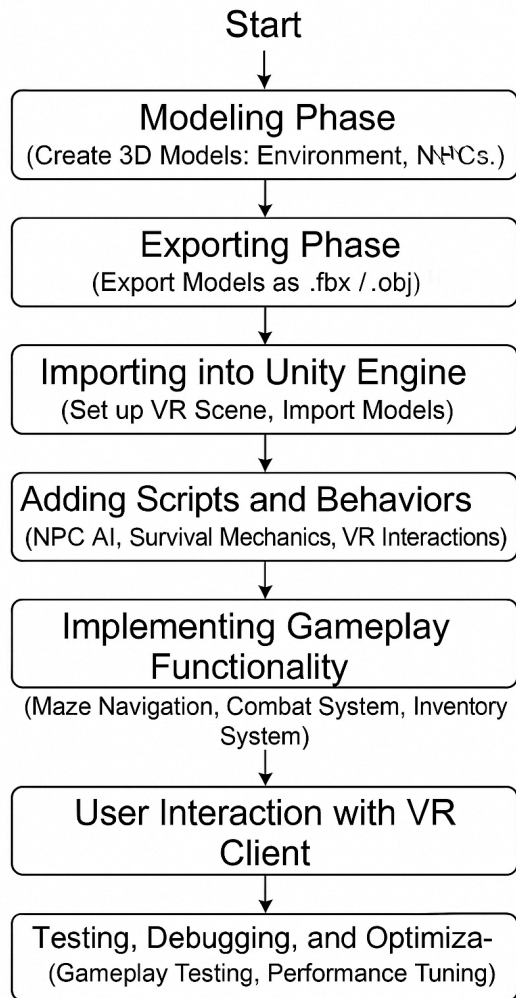 Start
Modeling Phase
(Create 3D Models: Environment,
Exporting Phase
(Export Models as .fbx / .obj)
Importing into Unity Engine
(Set up VR Scene, Import Models)
Adding Scripts and Behaviors
(NPC AI, Survival Mechanics, VR Interactions)
Implementing Gameplay
Functionality
(Maze Navigation, Combat System, Inventory
System)
User Interaction with VR
Client
Testing, Debugging, and Optimiza-
(Gameplay Testing, Performance Tuning)